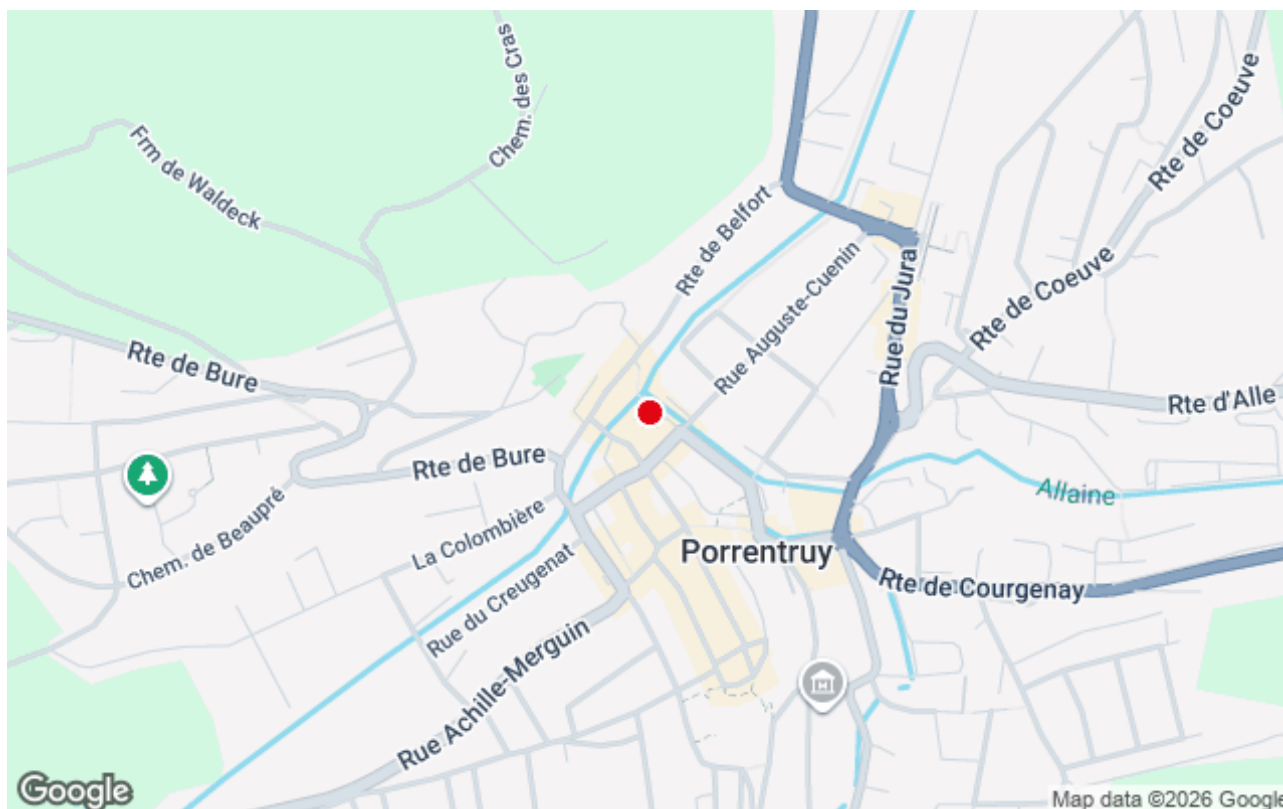 Chem. des Cras
Frm de Waldeck
Rte de Coeuve
Rte de Belfort
Rue Auguste-Cuenin
Rue du Jura
Rte de Coeuve
Rte de Bure
Rte d'Alle
Rte de Bure
Allaine
Chem. de Beaupré
La Colombière
Porrentruy
Rue du Creugenat
Rte de Courgenay
Rue Achille-Merguin
Google
Map data ©2026 Google